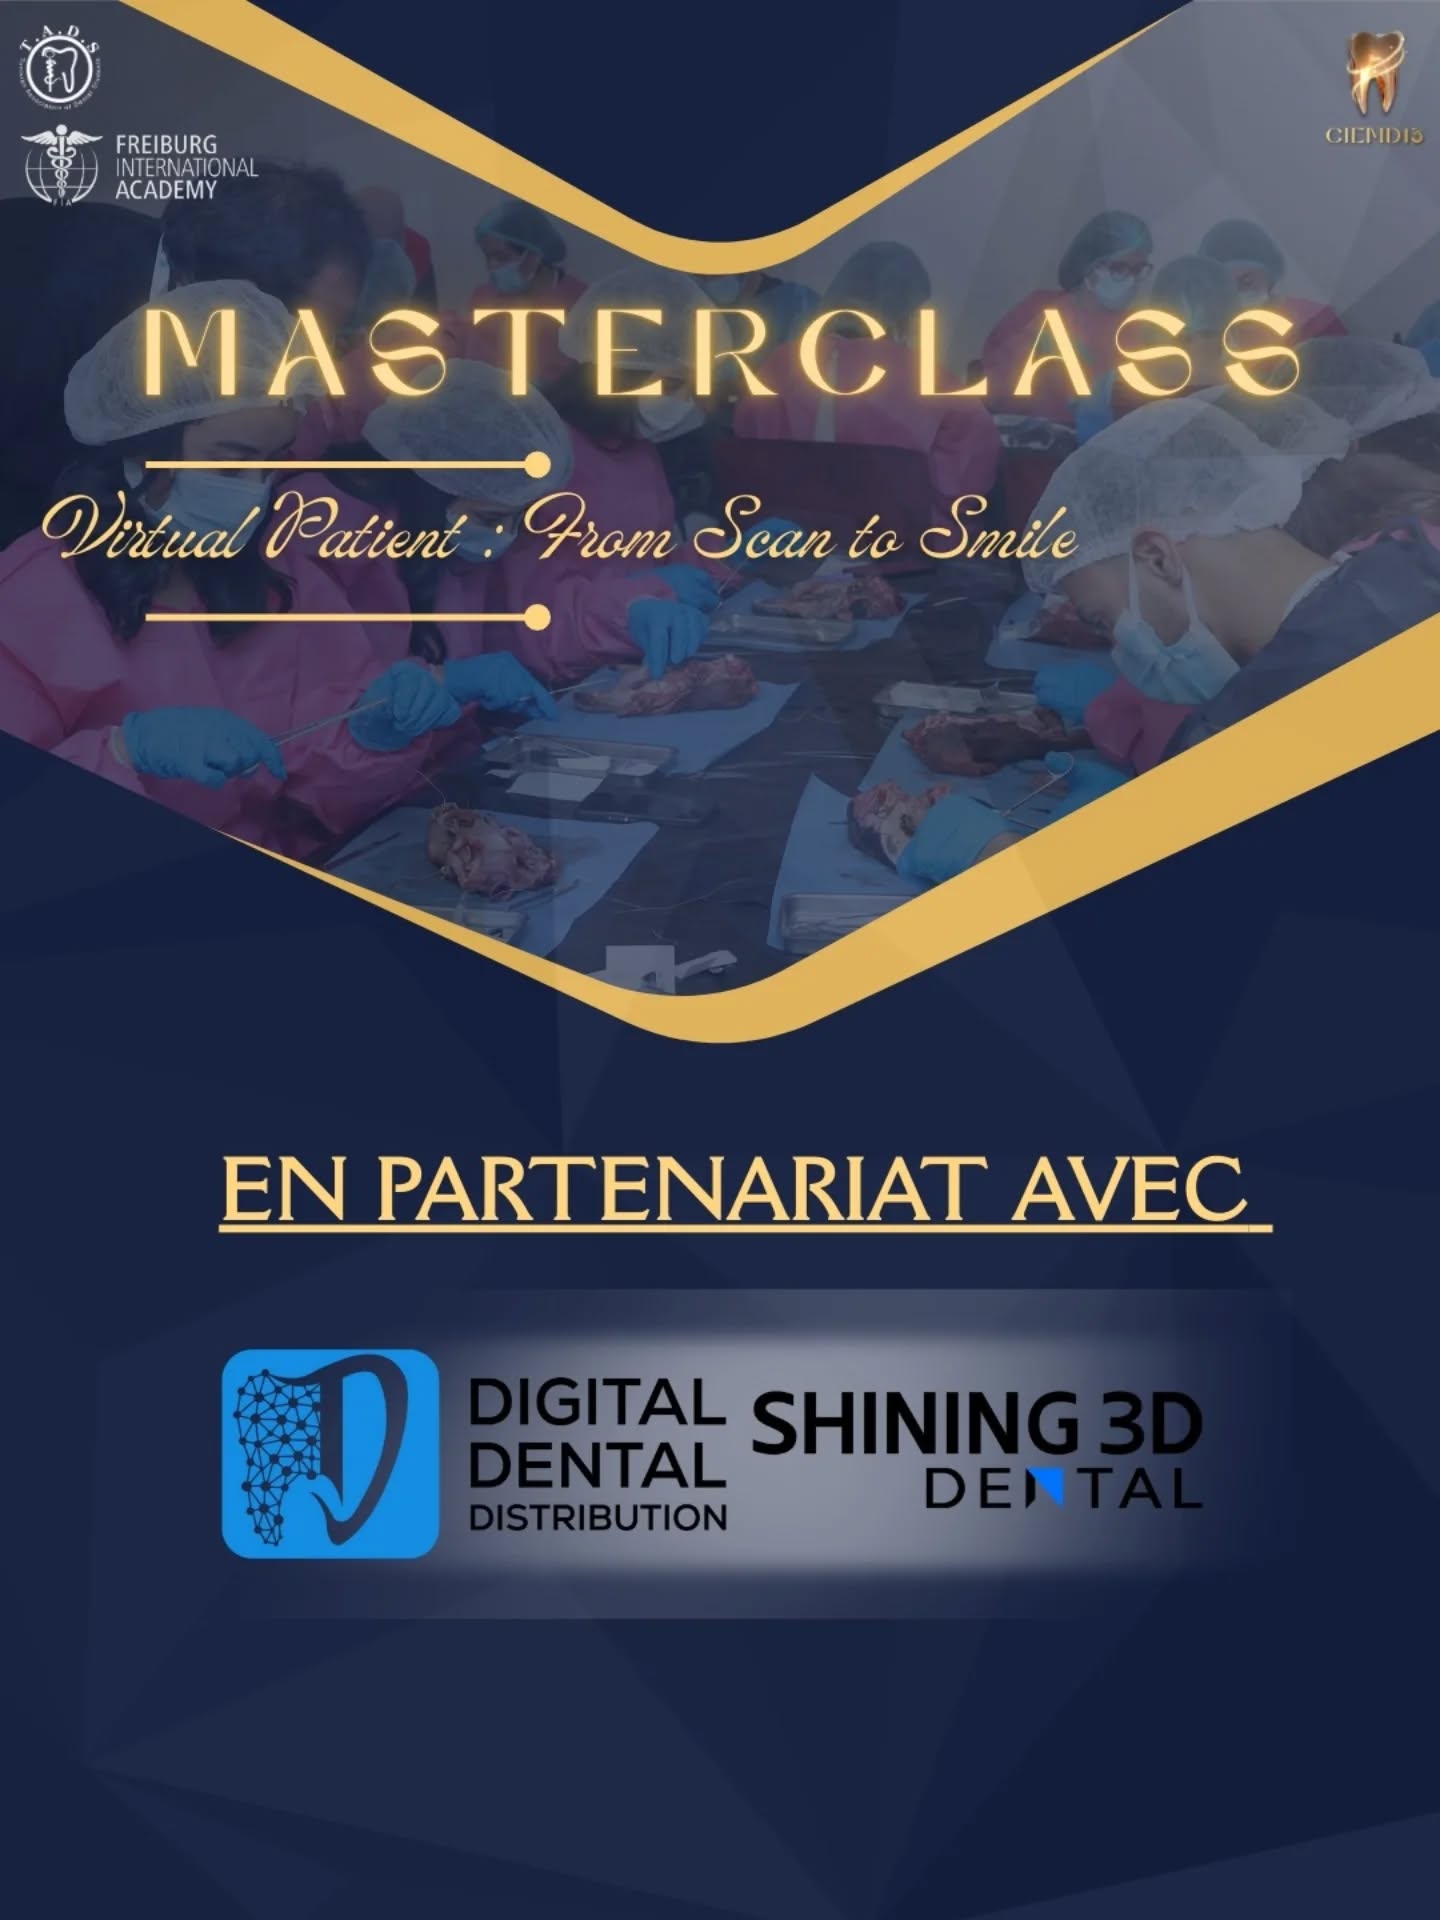 T.A.D.S
FREIBURG
INTERNATIONAL
ACADEMY
CIEMD13
MASTERCLASS
Virtual Patient : From Scan to Smile
EN PARTENARIAT AVEC
DIGITAL
DENTAL
DISTRIBUTION
SHINING 3D
DENTAL